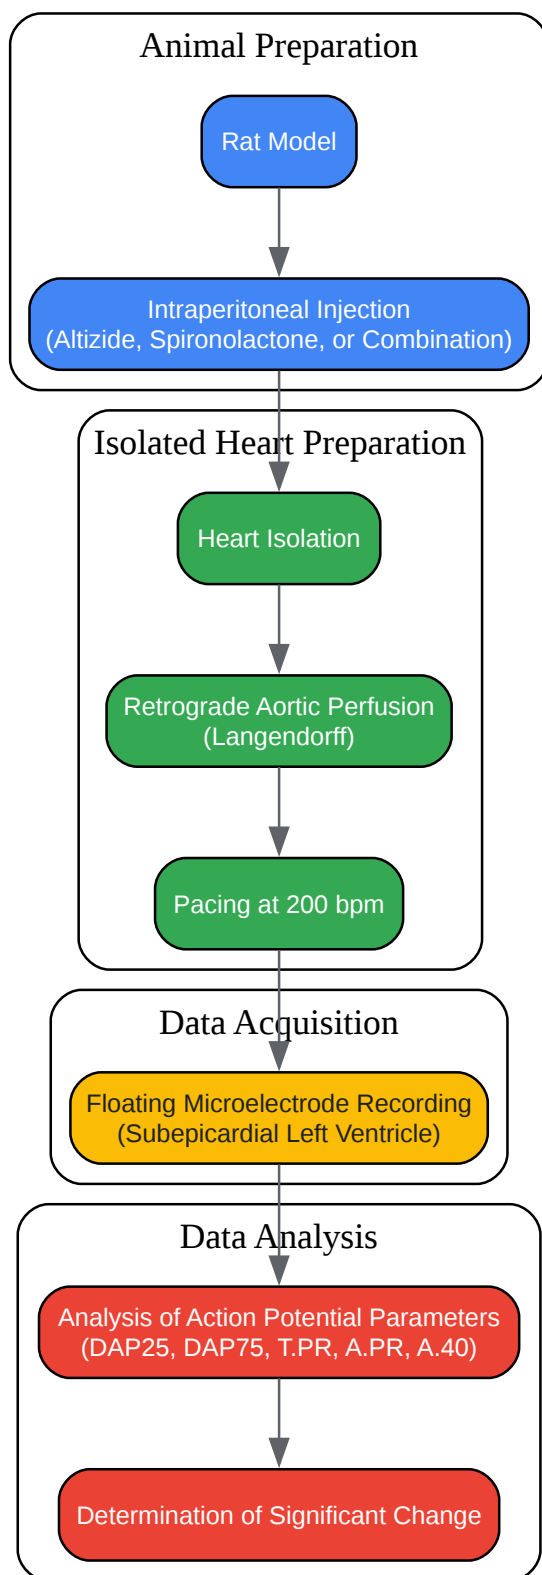 Animal Preparation
Rat Model
Intraperitoneal Injection
(Altizide, Spironolactone, or Combination)
Isolated Heart Preparation
Heart Isolation
Retrograde Aortic Perfusion
(Langendorff)
Pacing at 200 bpm
Data Acquisition
Floating Microelectrode Recording
(Subepicardial Left Ventricle)
Data Analysis
Analysis of Action Potential Parameters
(DAP25, DAP75, T.PR, A.PR, A.40)
Determination of Significant Change